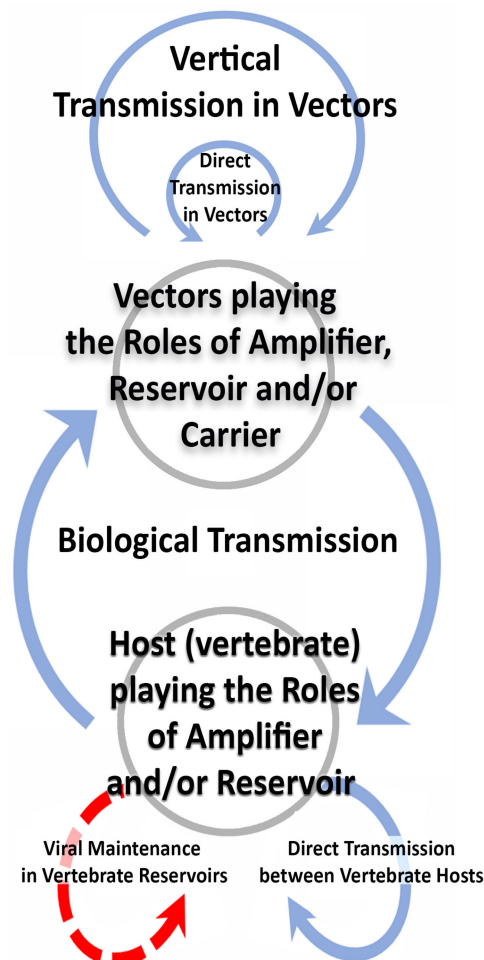 Vertical
Transmission in Vectors
Direct
Transmission
in Vectors
Vectors playing
the Roles of Amplifier,
Reservoir and/or
Carrier
Biological Transmission
Host (vertebrate)
playing the Roles
of Amplifier
and/or Reservoir
Viral Maintenance
in Vertebrate Reservoirs
Direct Transmission
between Vertebrate Hosts